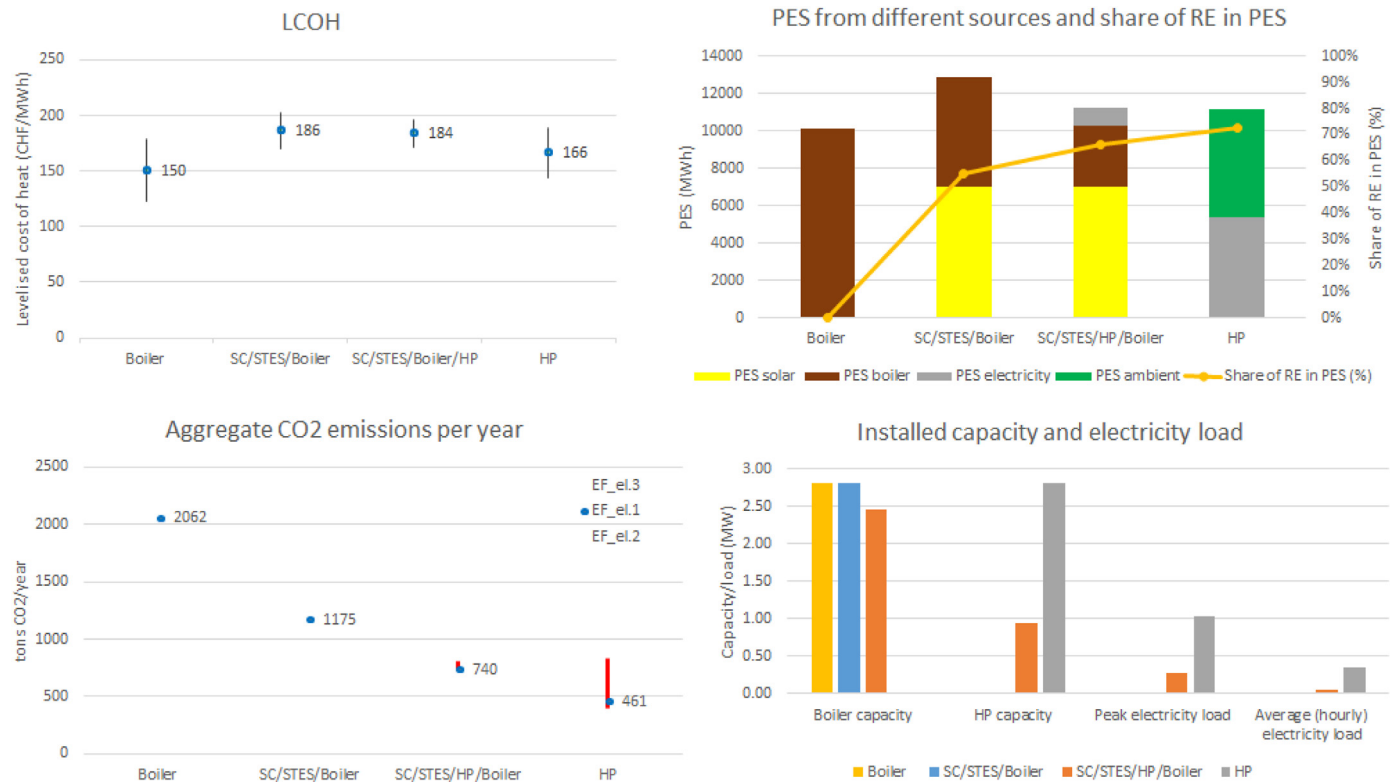 LCOH
Levelised cost of heat (CHF/MWh)
250
200
150
100
50
0
150
186
184
166
Boiler
SC/STES/Boiler
SC/STES/Boiler/HP
HP
PES from different sources and share of RE in PES
PES (MWh)
14000
12000
10000
8000
6000
4000
2000
0
100%
90%
80%
70%
60%
50%
40%
30%
20%
10%
0%
Share of RE in PES (%)
Boiler
SC/STES/Boiler
SC/STES/HP/Boiler
HP
PES solar
PES boiler
PES electricity
PES ambient
Share of RE in PES (%)
Aggregate CO2 emissions per year
tons CO2/year
2500
2000
1500
1000
500
0
2062
1175
740
461
EF_el.3
EF_el.1
EF_el.2
Boiler
SC/STES/Boiler
SC/STES/HP/Boiler
HP
Installed capacity and electricity load
Capacity/load (MW)
3.00
2.50
2.00
1.50
1.00
0.50
0.00
Boiler capacity
HP capacity
Peak electricity load
Average (hourly)
electricity load
Boiler
SC/STES/Boiler
SC/STES/HP/Boiler
HP